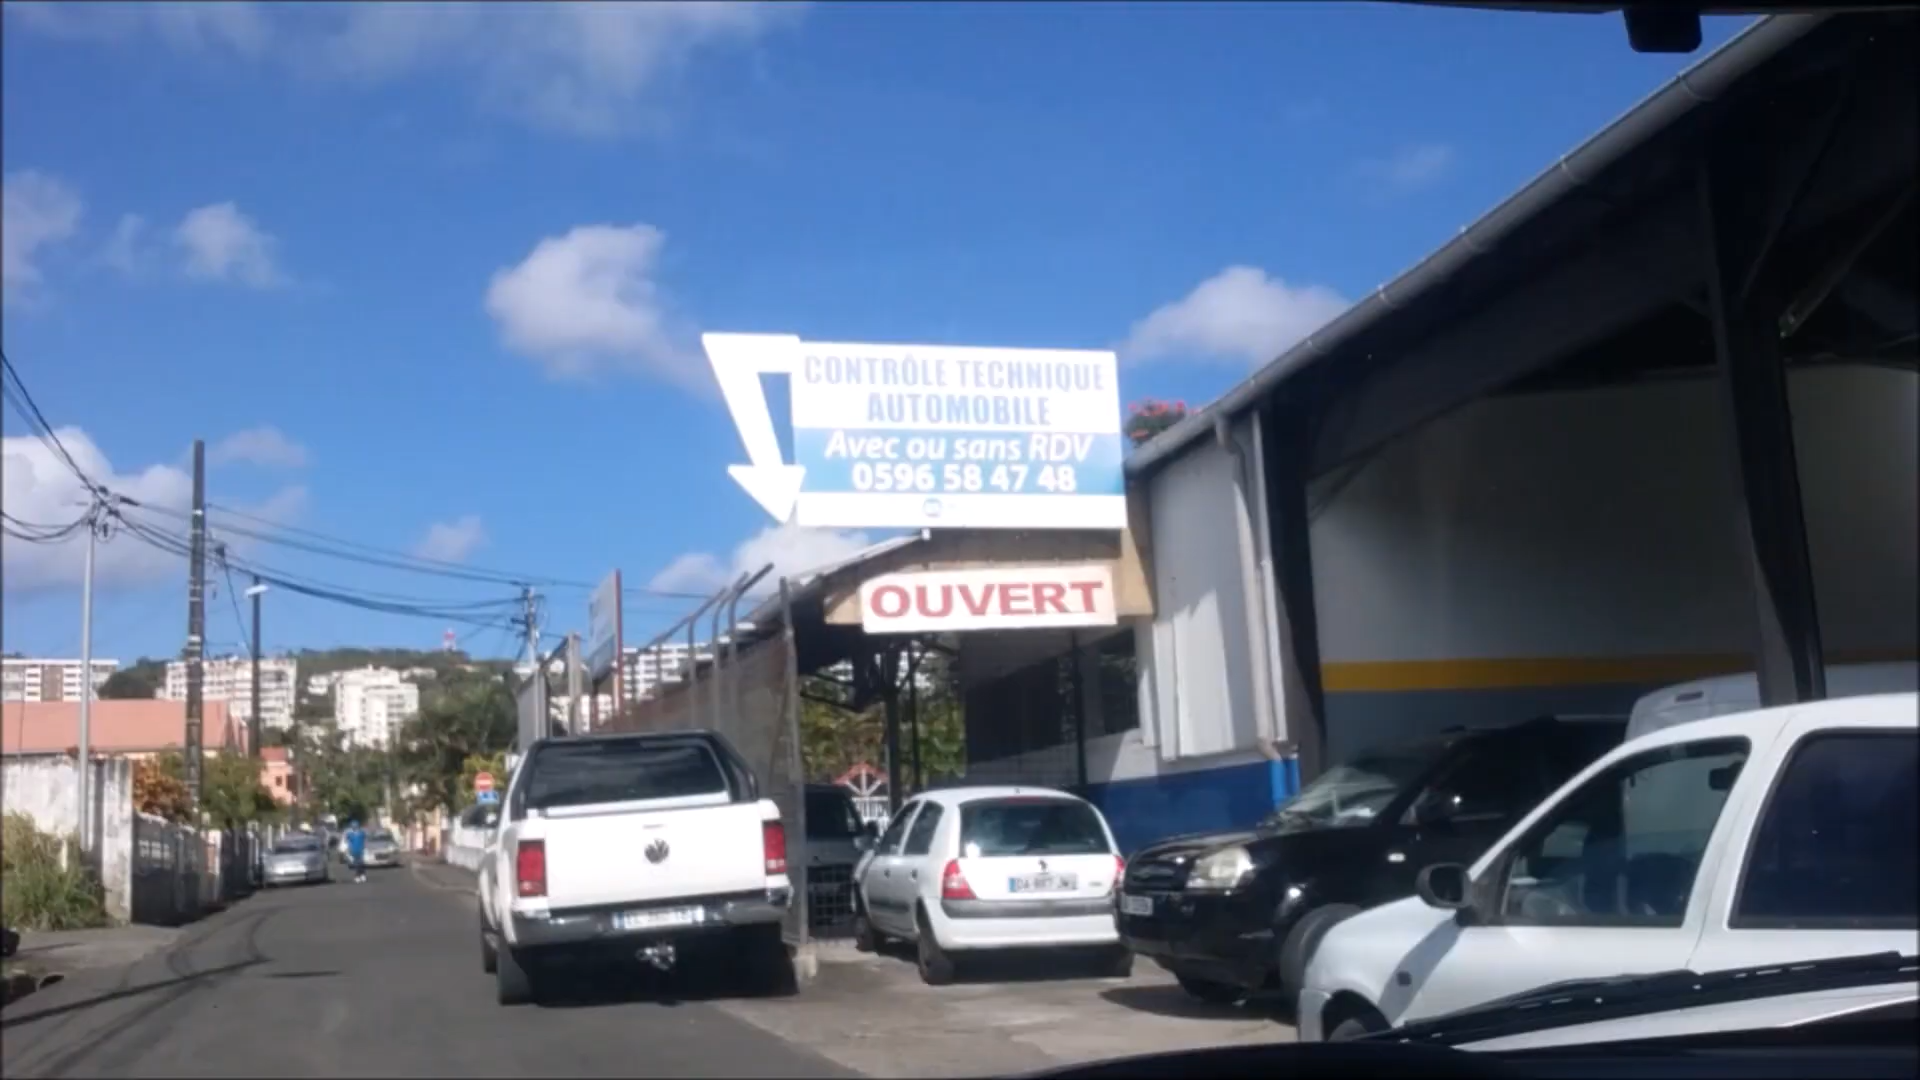 CONTRÔLE TECHNIQUE
AUTOMOBILE
Avec ou sans RDV
0596 58 47 48
OUVERT